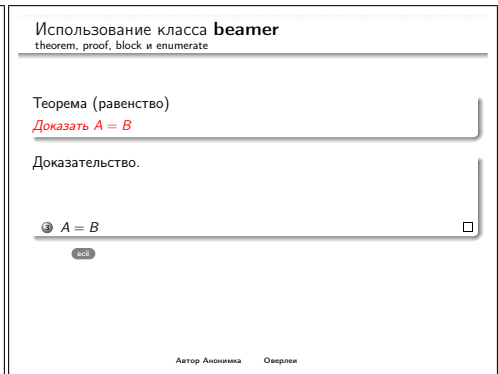 Использование класса beamer
theorem, proof, block и enumerate
Теорема (равенство)
Доказать A = B
Доказательство.
3 A = B
всё
Автор Анонимка Оверлеи